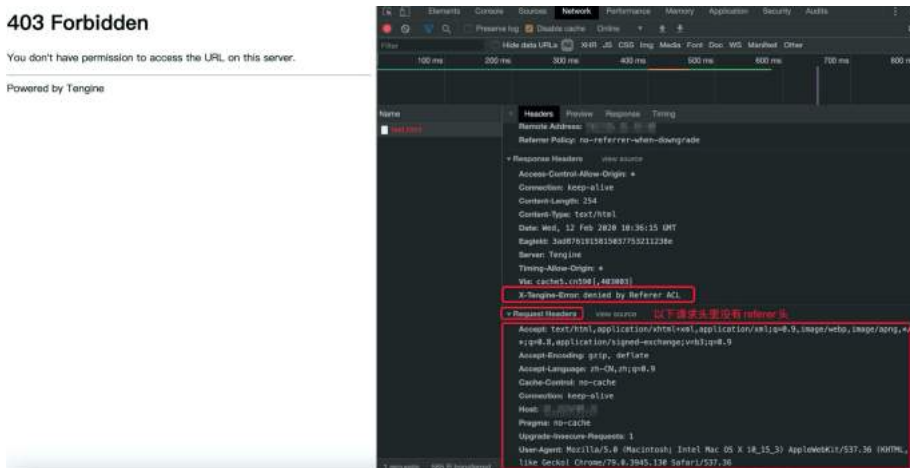 403 Forbidden
You don't have permission to access the URL on this server.
Powered by Tengine
Elements Console Sources Network Performance Memory Application Security Audits
Preserve log Disable cache Online
Filter Hide data URLs All XHR JS CSS Img Media Font Doc WS Manifest Other
100 ms 200 ms 300 ms 400 ms 500 ms 600 ms 700 ms 800 m
Name
test.html
Headers Preview Response Timing
Remote Address:
Referrer Policy: no-referrer-when-downgrade
Response Headers view source
Access-Control-Allow-Origin: *
Connection: keep-alive
Content-Length: 254
Content-Type: text/html
Date: Wed, 12 Feb 2020 10:36:15 GMT
EagleId: 3ad0761915815037753211238e
Server: Tengine
Timing-Allow-Origin: *
Via: cache5.cn590[,403003]
X-Tengine-Error: denied by Referer ACL
Request Headers view source 以下请求头里没有 referer 头
Accept: text/html,application/xhtml+xml,application/xml;q=0.9,image/webp,image/apng,*/
*;q=0.8,application/signed-exchange;v=b3;q=0.9
Accept-Encoding: gzip, deflate
Accept-Language: zh-CN,zh;q=0.9
Cache-Control: no-cache
Connection: keep-alive
Host:
Pragma: no-cache
Upgrade-Insecure-Requests: 1
User-Agent: Mozilla/5.0 (Macintosh; Intel Mac OS X 10_15_3) AppleWebKit/537.36 (KHTML,
like Gecko) Chrome/79.0.3945.130 Safari/537.36